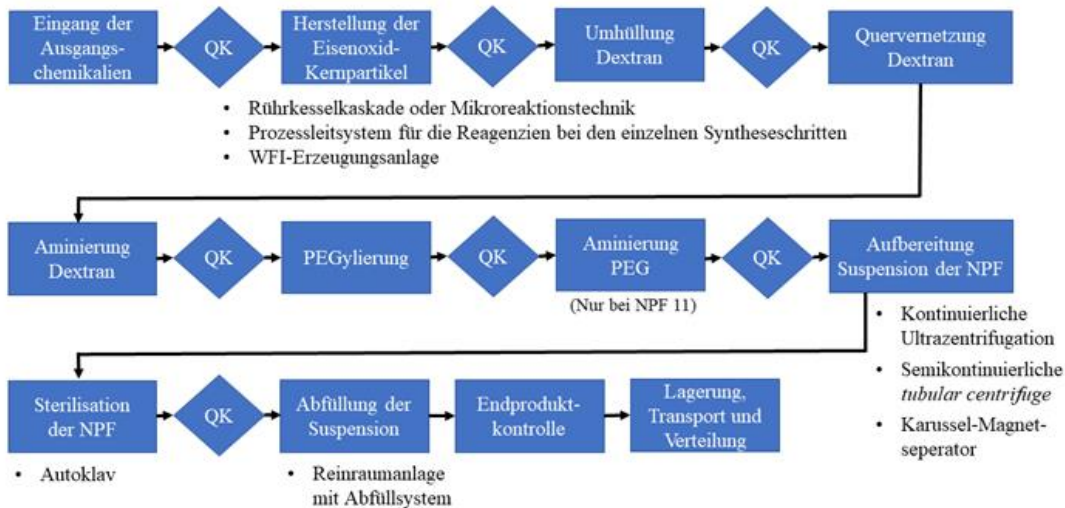 Eingang der
Ausgangs-
chemikalien
QK
Herstellung der
Eisenoxid-
Kernpartikel
QK
Umhüllung
Dextran
QK
Quervernetzung
Dextran
• Rührkesselkaskade oder Mikroreaktionstechnik
• Prozessleitsystem für die Reagenzien bei den einzelnen Syntheseschritten
• WFI-Erzeugungsanlage
Aminierung
Dextran
QK
PEGylierung
QK
Aminierung
PEG
(Nur bei NPF 11)
QK
Aufbereitung
Suspension der NPF
• Kontinuierliche
Ultrazentrifugation
• Semikontinuierliche
tubular centrifuge
• Karussel-Magnet-
seperator
Sterilisation
der NPF
• Autoklav
QK
Abfüllung der
Suspension
• Reinraumanlage
mit Abfüllsystem
Endprodukt-
kontrolle
Lagerung,
Transport und
Verteilung